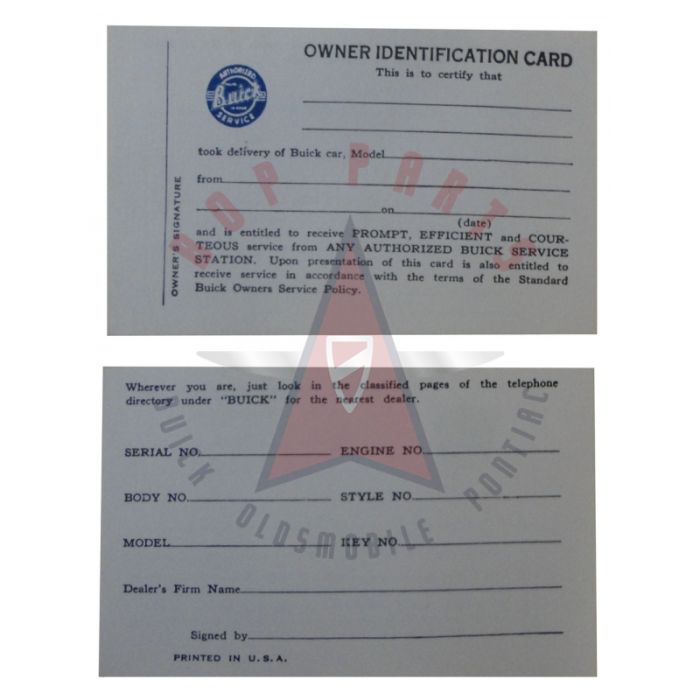 OWNER IDENTIFICATION CARD
This is to certify that
AUTHORIZED
Buick
SERVICE
took delivery of Buick car, Model
from
on
(date)
OWNER'S SIGNATURE
and is entitled to receive PROMPT, EFFICIENT and COUR-
TEOUS service from ANY AUTHORIZED BUICK SERVICE
STATION. Upon presentation of this card is also entitled to
receive service in accordance with the terms of the Standard
Buick Owners Service Policy.
NOP PARTS
Wherever you are, just look in the classified pages of the telephone
directory under "BUICK" for the nearest dealer.
SERIAL NO. ENGINE NO.
BODY NO. STYLE NO.
MODEL KEY NO.
Dealer's Firm Name
Signed by
PRINTED IN U.S.A.
BUICK OLDSMOBILE PONTIAC